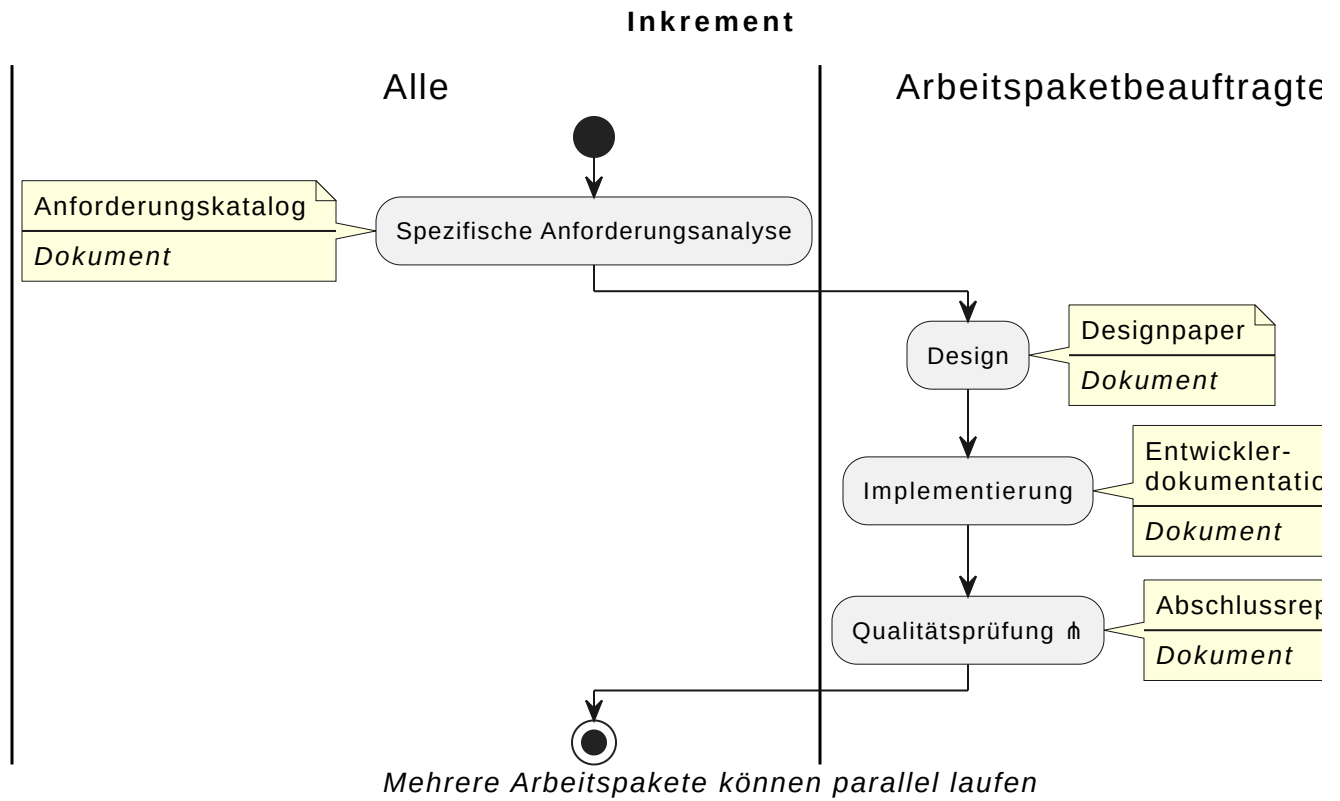 Inkrement
Alle
Arbeitspaketbeauftragte
Anforderungskatalog
Dokument
Spezifische Anforderungsanalyse
Design
Designpaper
Dokument
Implementierung
Entwickler-
dokumentatio
Dokument
Qualitätsprüfung ⋔
Abschlussrep
Dokument
Mehrere Arbeitspakete können parallel laufen